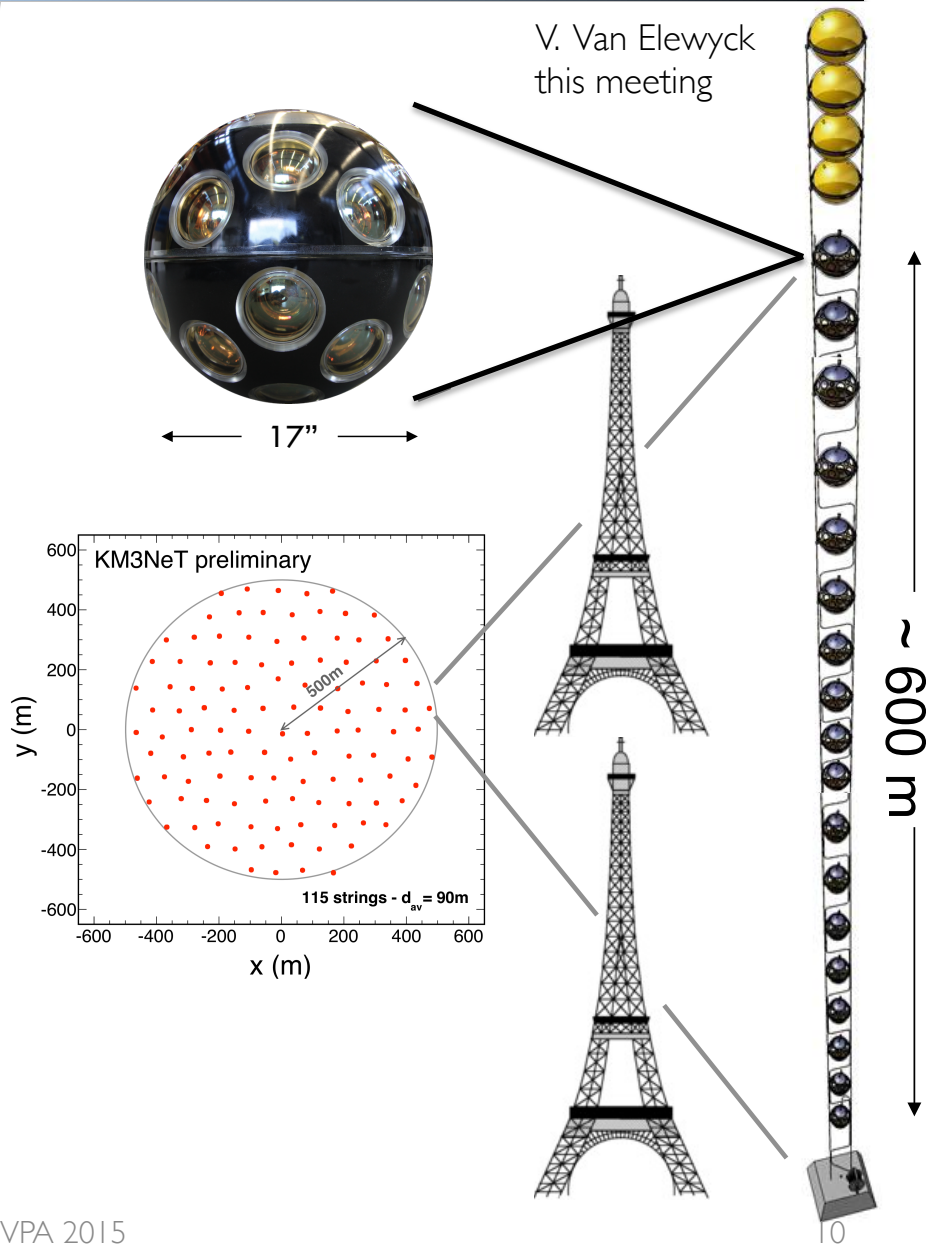 V. Van Elewyck
this meeting
17”
~ 600 m
KM3NeT preliminary
600
400
200
0
-200
-400
-600
y (m)
500m
115 strings - dav= 90m
-600 -400 -200 0 200 400 600
x (m)
VPA 2015
10